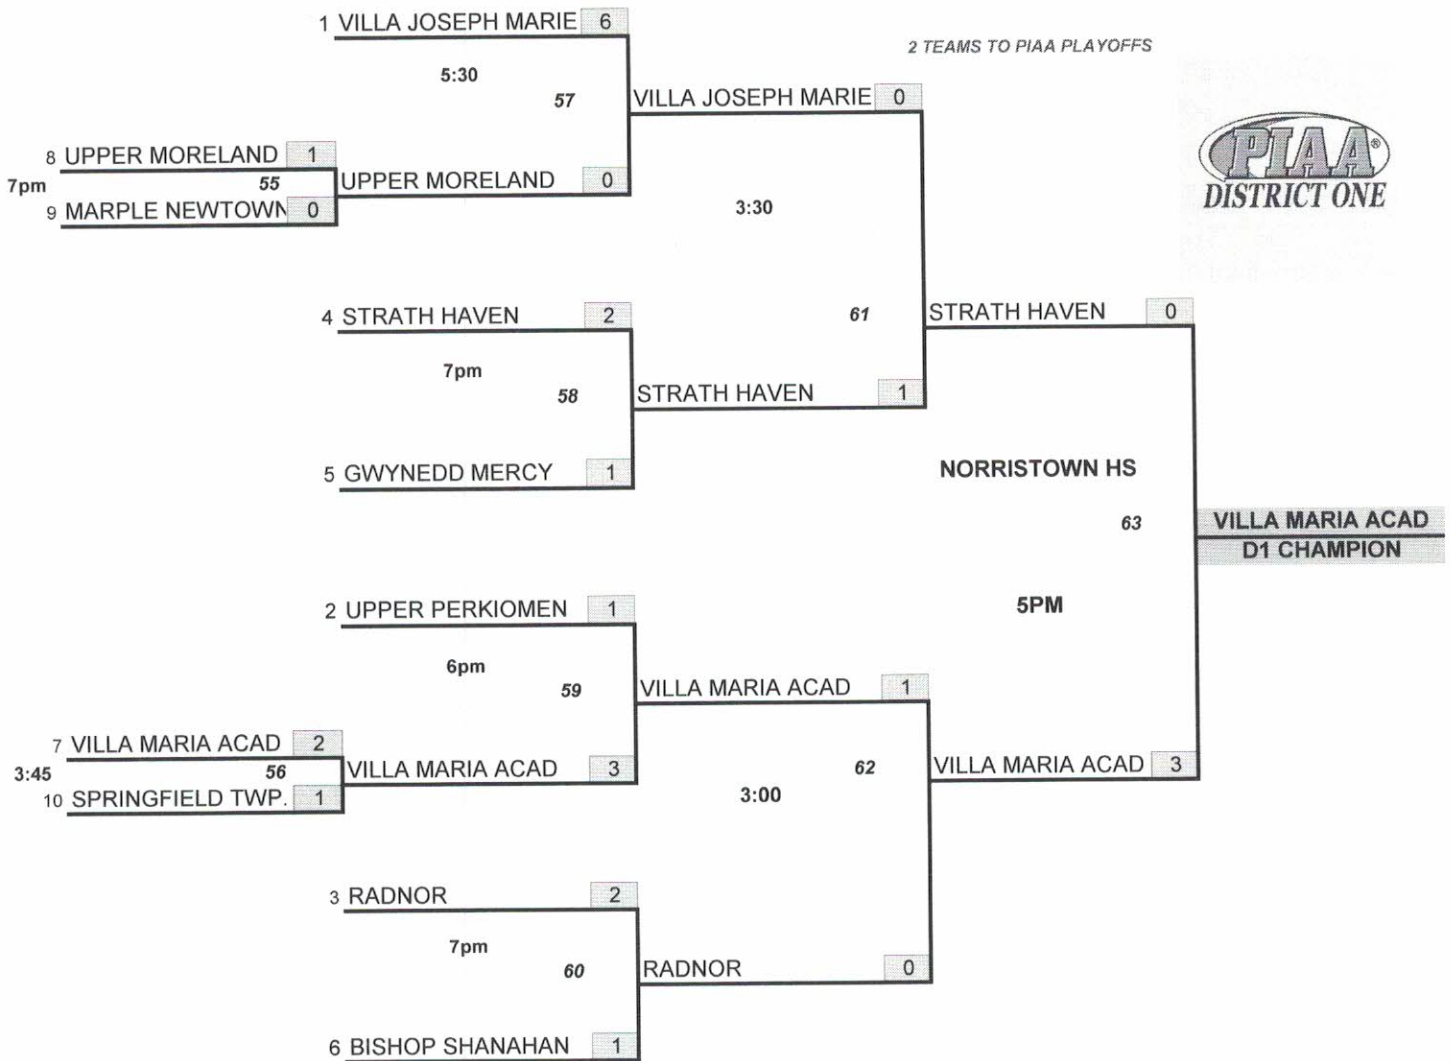 1 VILLA JOSEPH MARIE 6
2 TEAMS TO PIAA PLAYOFFS
5:30
57
VILLA JOSEPH MARIE 0
PIAA®
DISTRICT ONE
8 UPPER MORELAND 1
7pm
55
UPPER MORELAND 0
9 MARPLE NEWTOWN 0
3:30
4 STRATH HAVEN 2
61
STRATH HAVEN 0
7pm
58
STRATH HAVEN 1
5 GWYNEDD MERCY 1
NORRISTOWN HS
63
VILLA MARIA ACAD
D1 CHAMPION
2 UPPER PERKIOMEN 1
5PM
6pm
59
VILLA MARIA ACAD 1
7 VILLA MARIA ACAD 2
3:45
56
VILLA MARIA ACAD 3
62
VILLA MARIA ACAD 3
10 SPRINGFIELD TWP. 1
3:00
3 RADNOR 2
7pm
60
RADNOR 0
6 BISHOP SHANAHAN 1